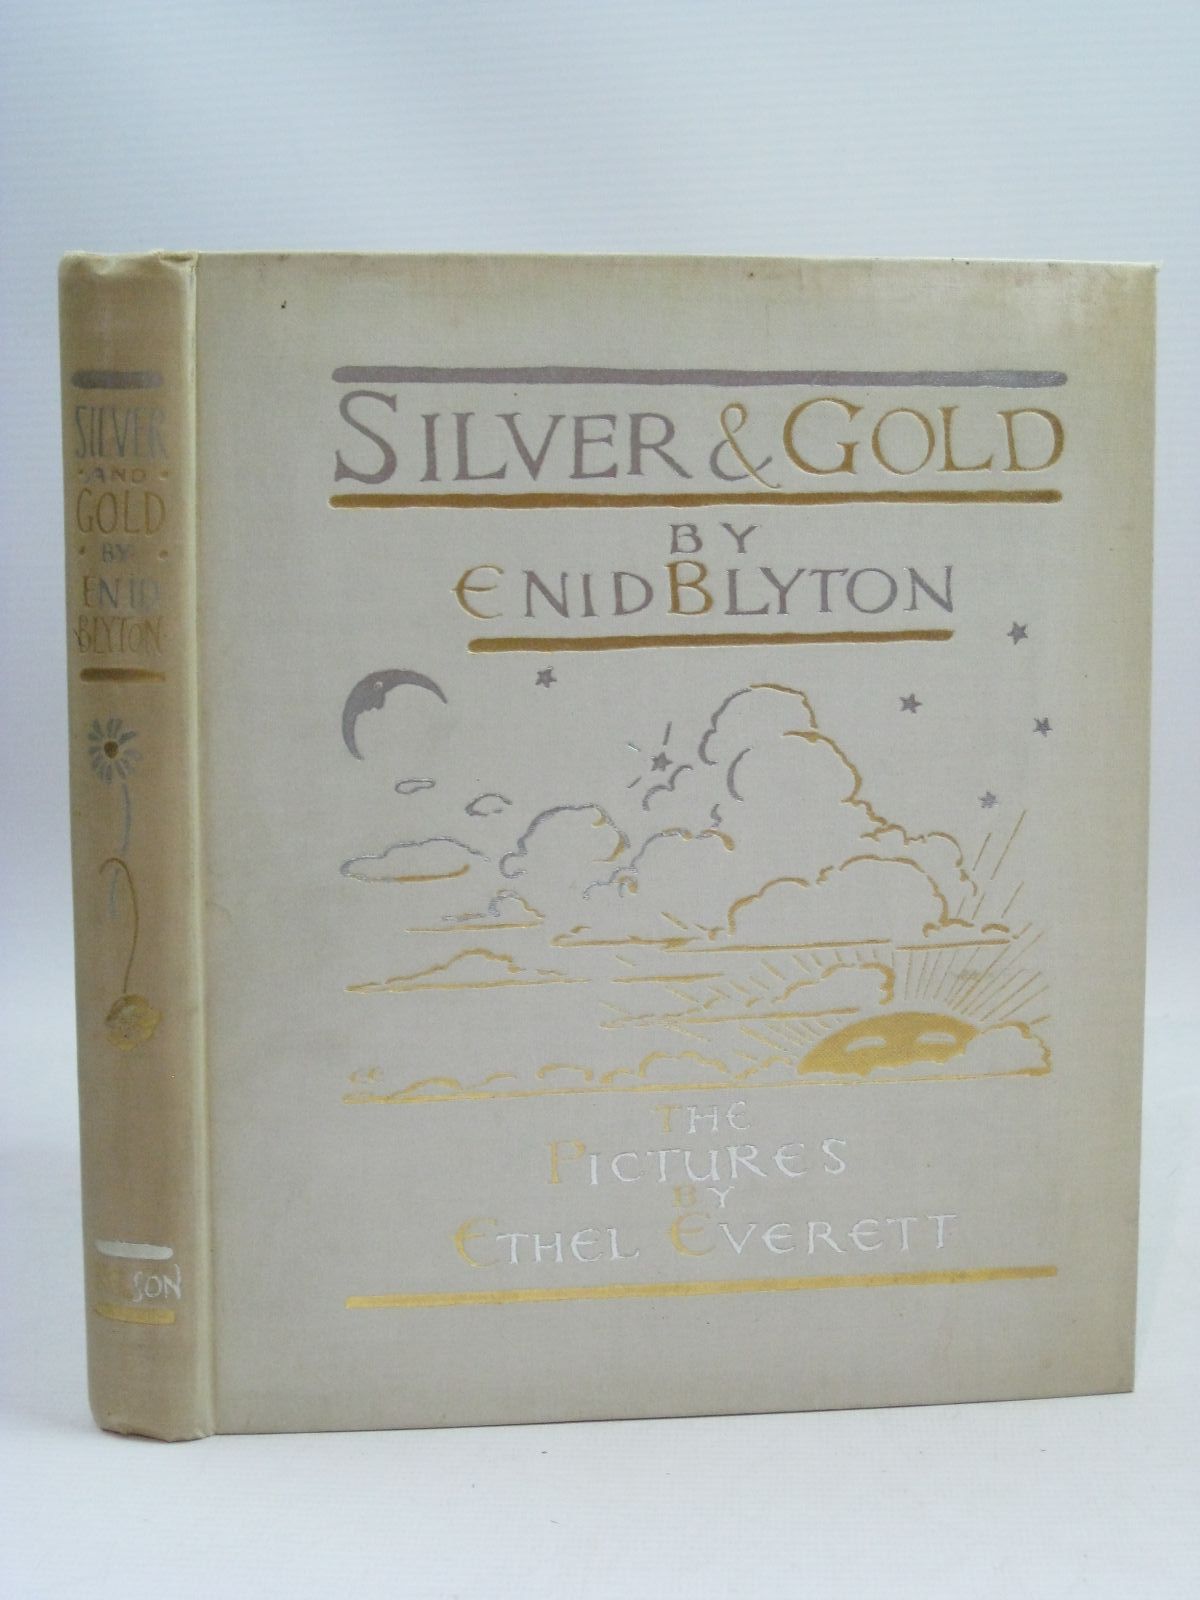 SILVER
AND
GOLD
BY
ENID
BLYTON
SILVER & GOLD
BY
ENID BLYTON
THE
PICTURES
BY
ETHEL EVERETT